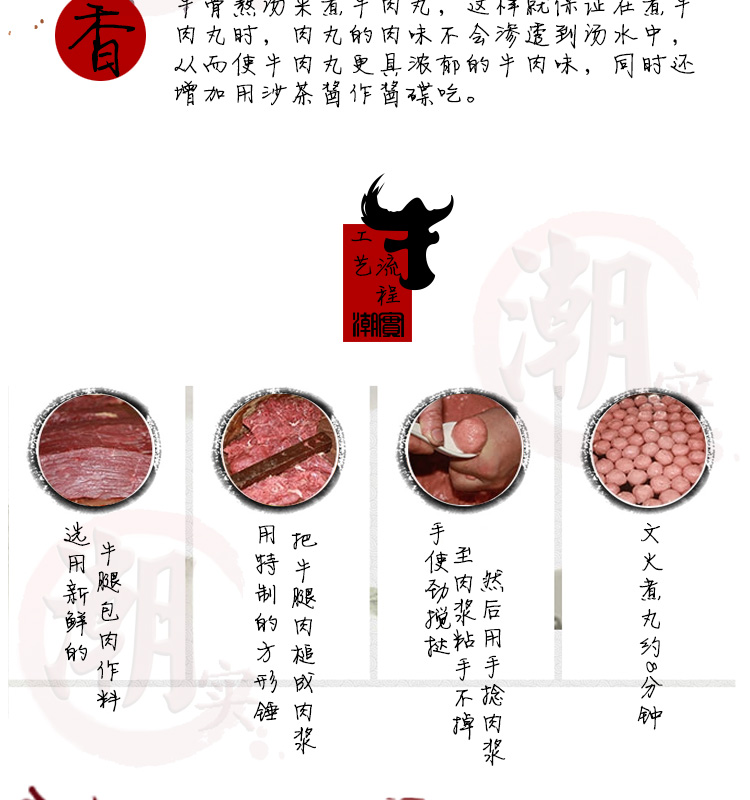 香
牛骨熬汤来煮牛肉丸，这样就保证在煮牛
肉丸时，肉丸的肉味不会渗透到汤水中，
从而使牛肉丸更具浓郁的牛肉味，同时还
增加用沙茶酱作酱碟吃。
牛
工艺
流程
潮實
潮实
选用新鲜的
牛腿包肉作料
用特制的方形锤
把牛腿肉槌成肉浆
手使劲搅挞
至肉浆粘手不掉
然后用手捻肉浆
文火煮丸约8分钟
潮实